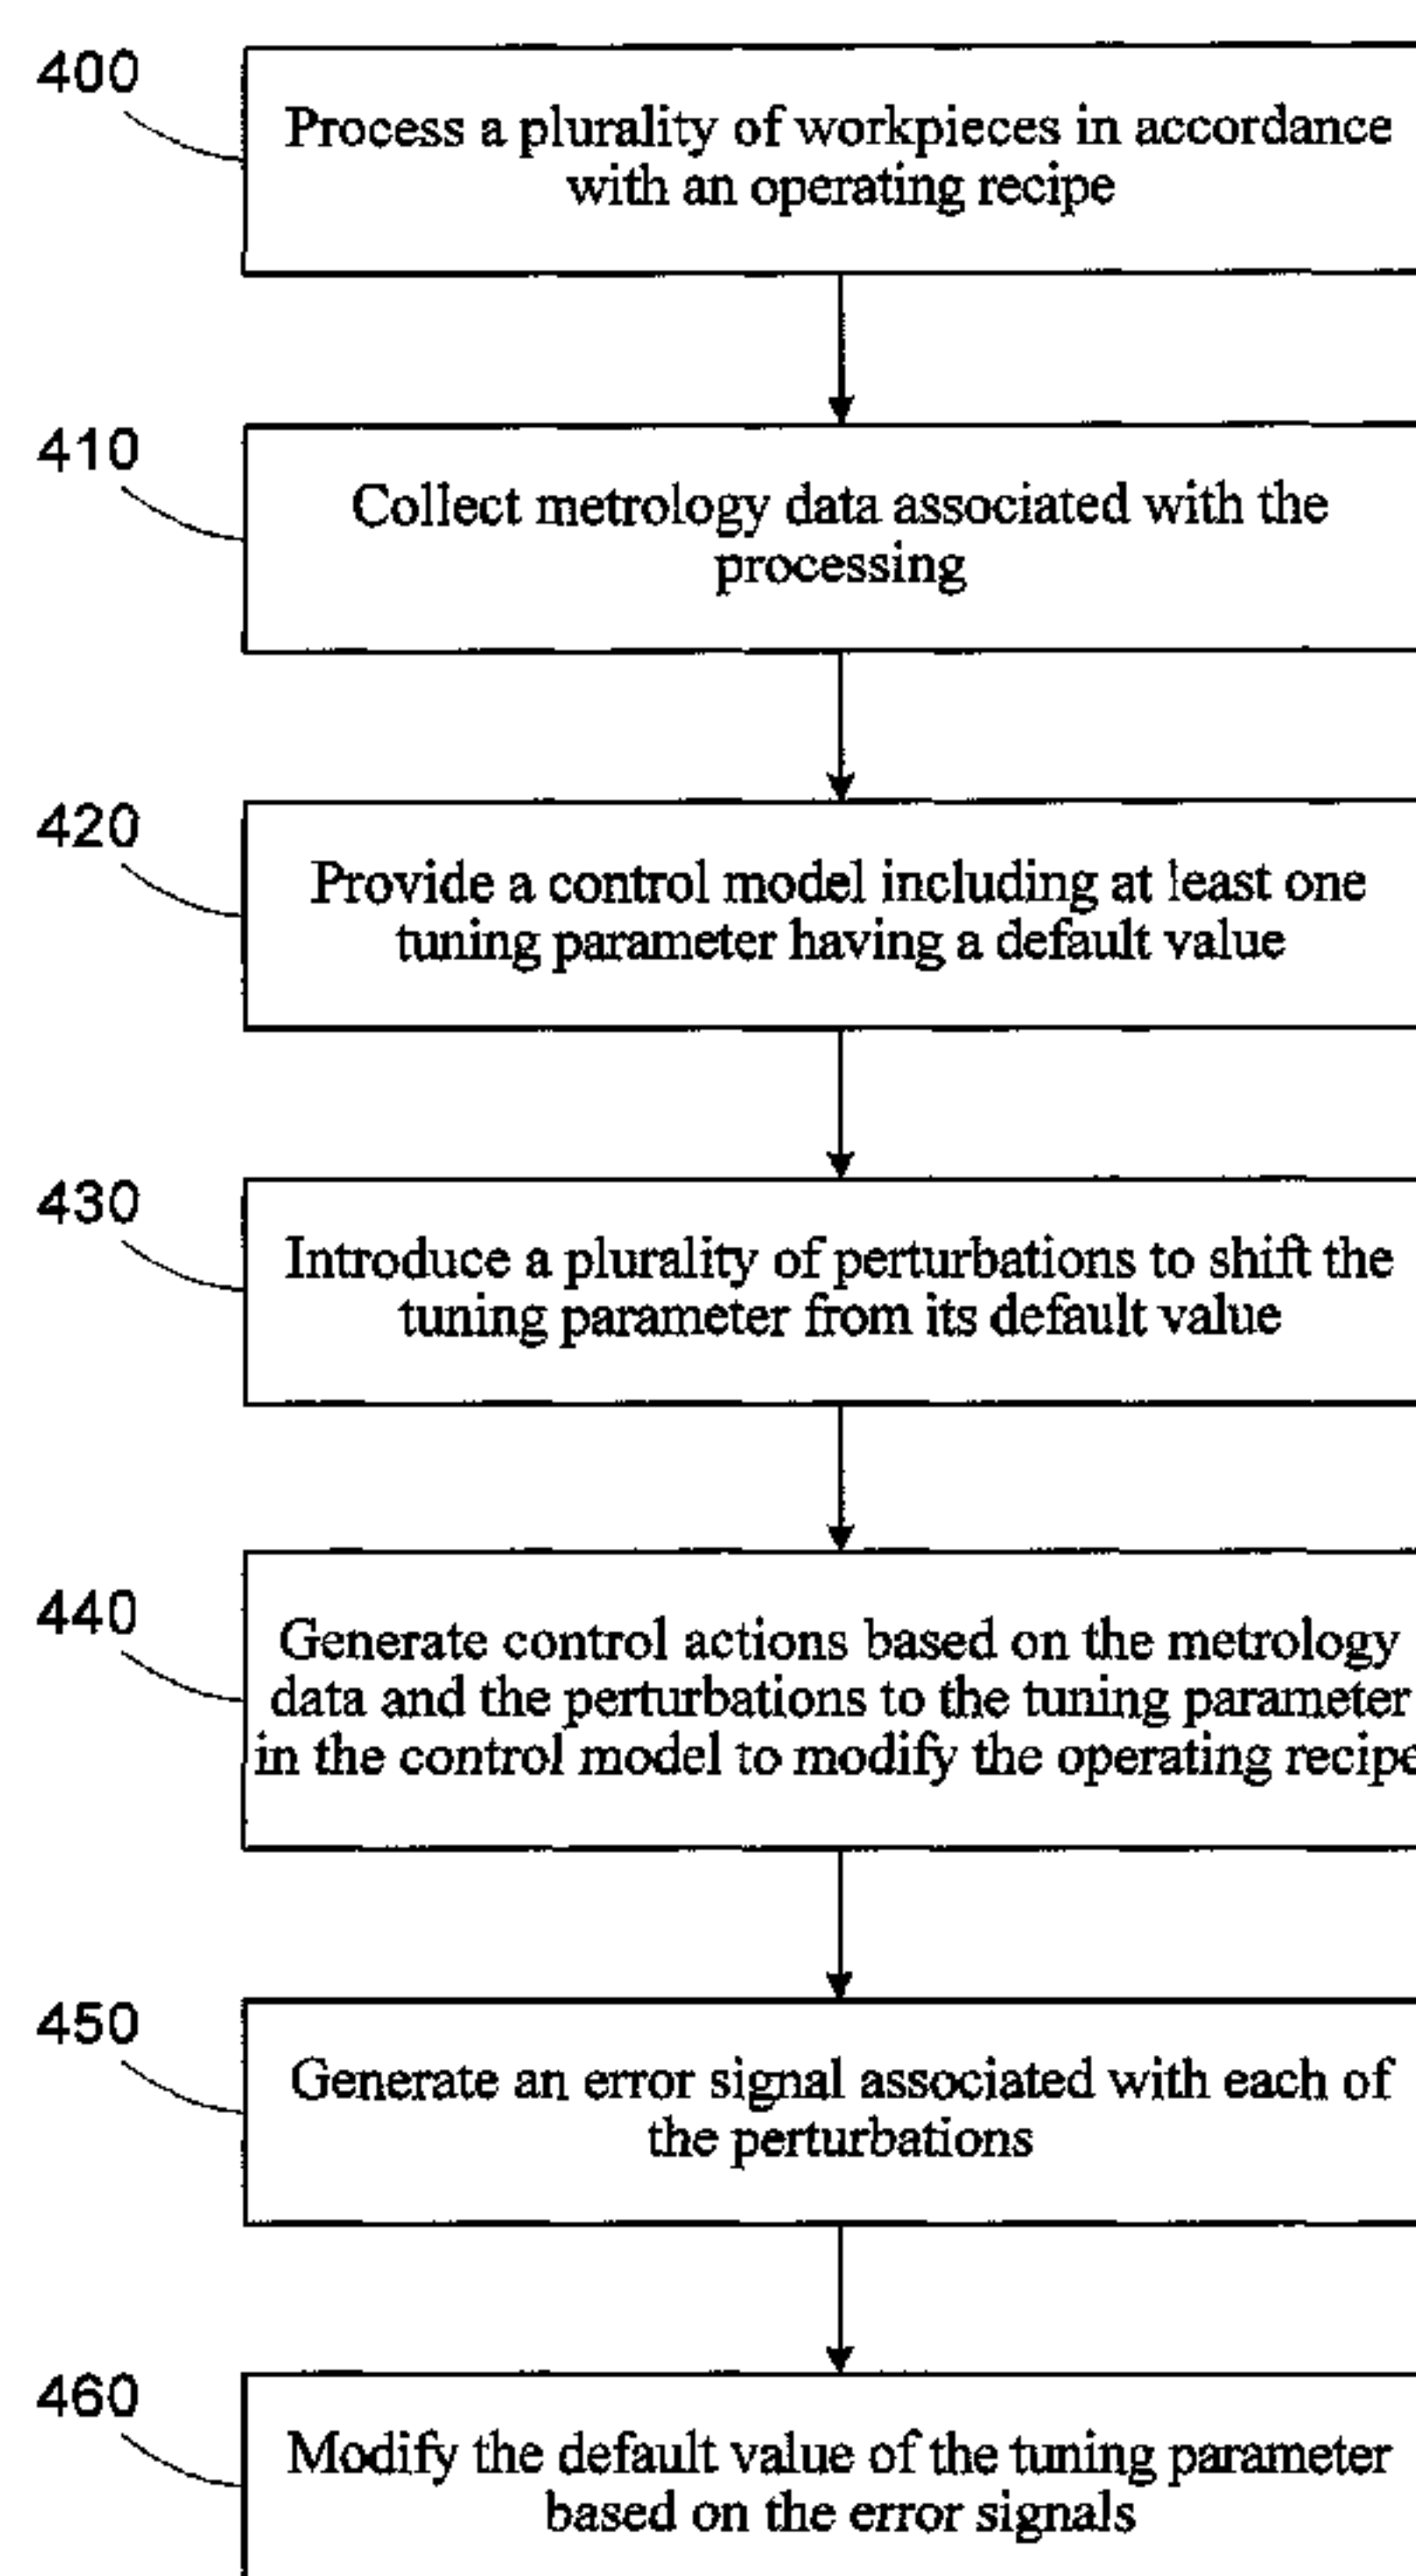 400
Process a plurality of workpieces in accordance
with an operating recipe
410
Collect metrology data associated with the
processing
420
Provide a control model including at least one
tuning parameter having a default value
430
Introduce a plurality of perturbations to shift the
tuning parameter from its default value
440
Generate control actions based on the metrology
data and the perturbations to the tuning parameter
in the control model to modify the operating recipe
450
Generate an error signal associated with each of
the perturbations
460
Modify the default value of the tuning parameter
based on the error signals